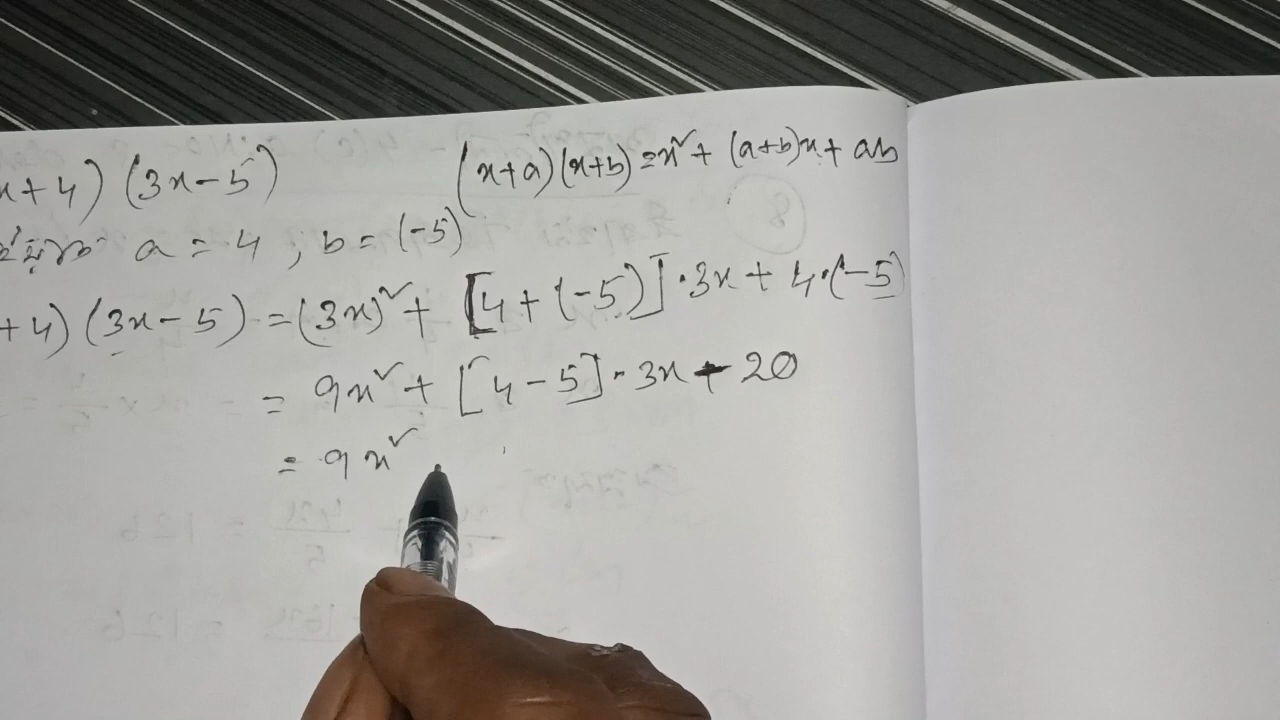 x+4) (3x-5)
(x+a)(x+b)=x²+ (a+b)x+ ab
a = 4 ; b = (-5)
+4) (3x-5) = (3x)² + [4+(-5)]·3x + 4·(-5)
= 9x² + [4-5]·3x - 20
= 9x²